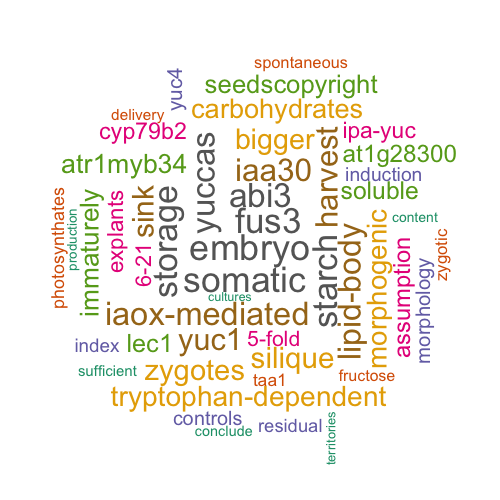 spontaneous
yuc4
seedscopyright
delivery
carbohydrates
cyp79b2
bigger
ipa-yuc
atr1myb34
iaa30
at1g28300
induction
yuccas
harvest
abi3
soluble
photosynthates
production
immaturely
explants
6-21
sink
storage
fus3
content
embryo
somatic
starch
lipid-body
morphogenic
assumption
morphology
zygotic
cultures
iaox-mediated
index
lec1
yuc1
5-fold
silique
sufficient
zygotes
taa1
fructose
tryptophan-dependent
controls
conclude
residual
territories